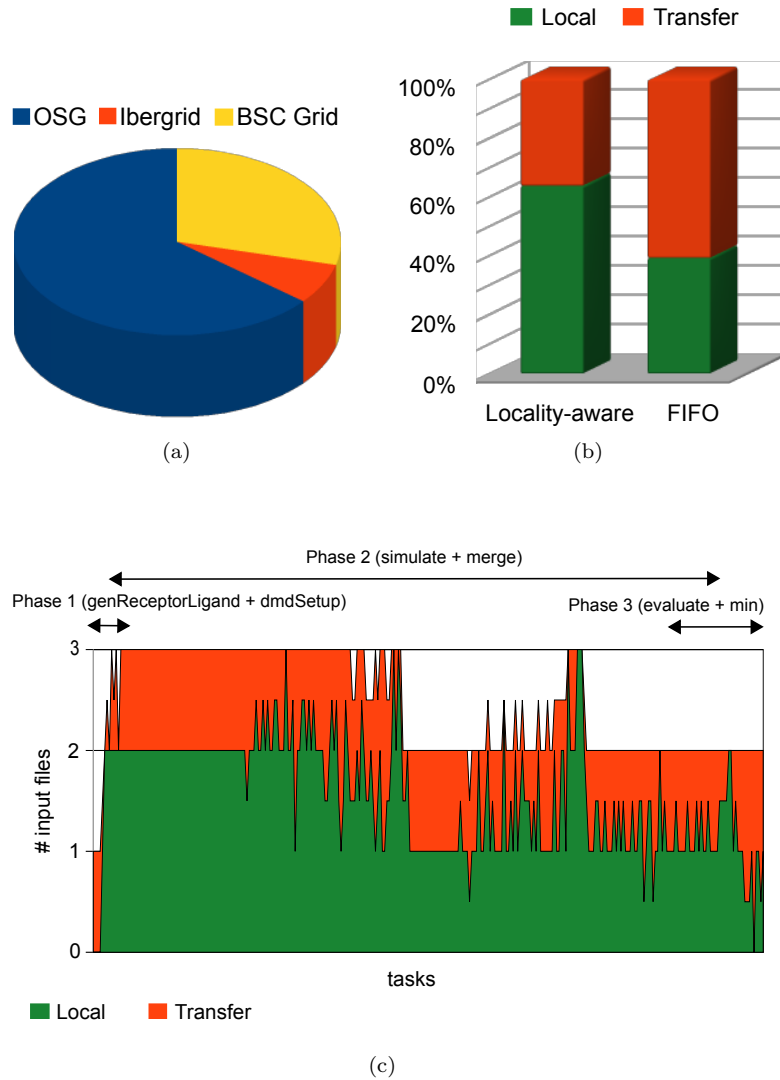 Local Transfer
OSG Ibergrid BSC Grid
100%
80%
60%
40%
20%
0%
Locality-aware FIFO
(a)
(b)
Phase 2 (simulate + merge)
Phase 1 (genReceptorLigand + dmdSetup)
Phase 3 (evaluate + min)
3
2
1
0
# input files
tasks
Local Transfer
(c)